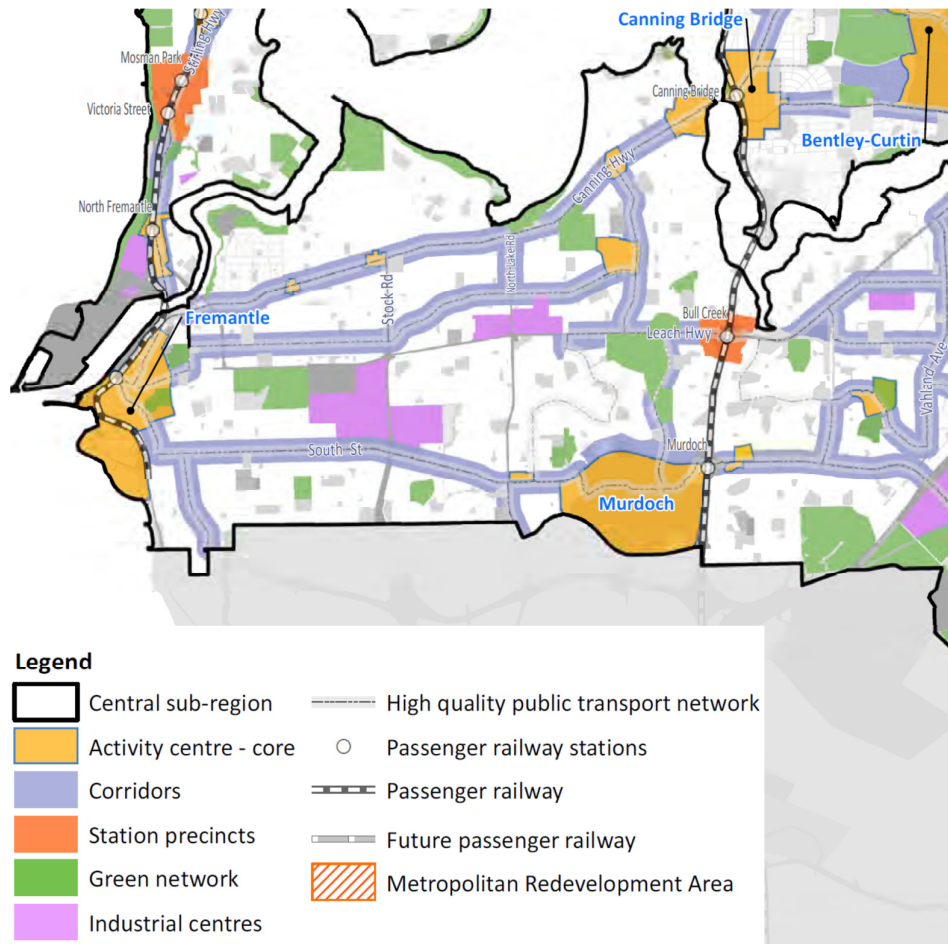 Canning Bridge
Stirling Hwy
Mosman Park
Canning Bridge
Victoria Street
Bentley-Curtin
Canning Hwy
North Fremantle
North Lake Rd
Stock Rd
Fremantle
Bull Creek
Leach Hwy
Vahland Ave
South St
Murdoch
Murdoch
Legend
Central sub-region
Activity centre - core
Corridors
Station precincts
Green network
Industrial centres
High quality public transport network
Passenger railway stations
Passenger railway
Future passenger railway
Metropolitan Redevelopment Area